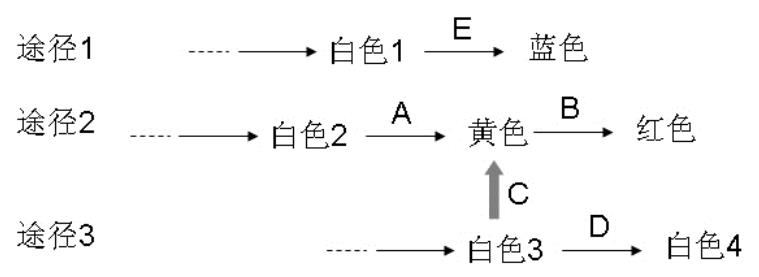 途径1 ---- 白色1 E 蓝色
途径2 ---- 白色2 A 黄色 B 红色
C
途径3 ---- 白色3 D 白色4